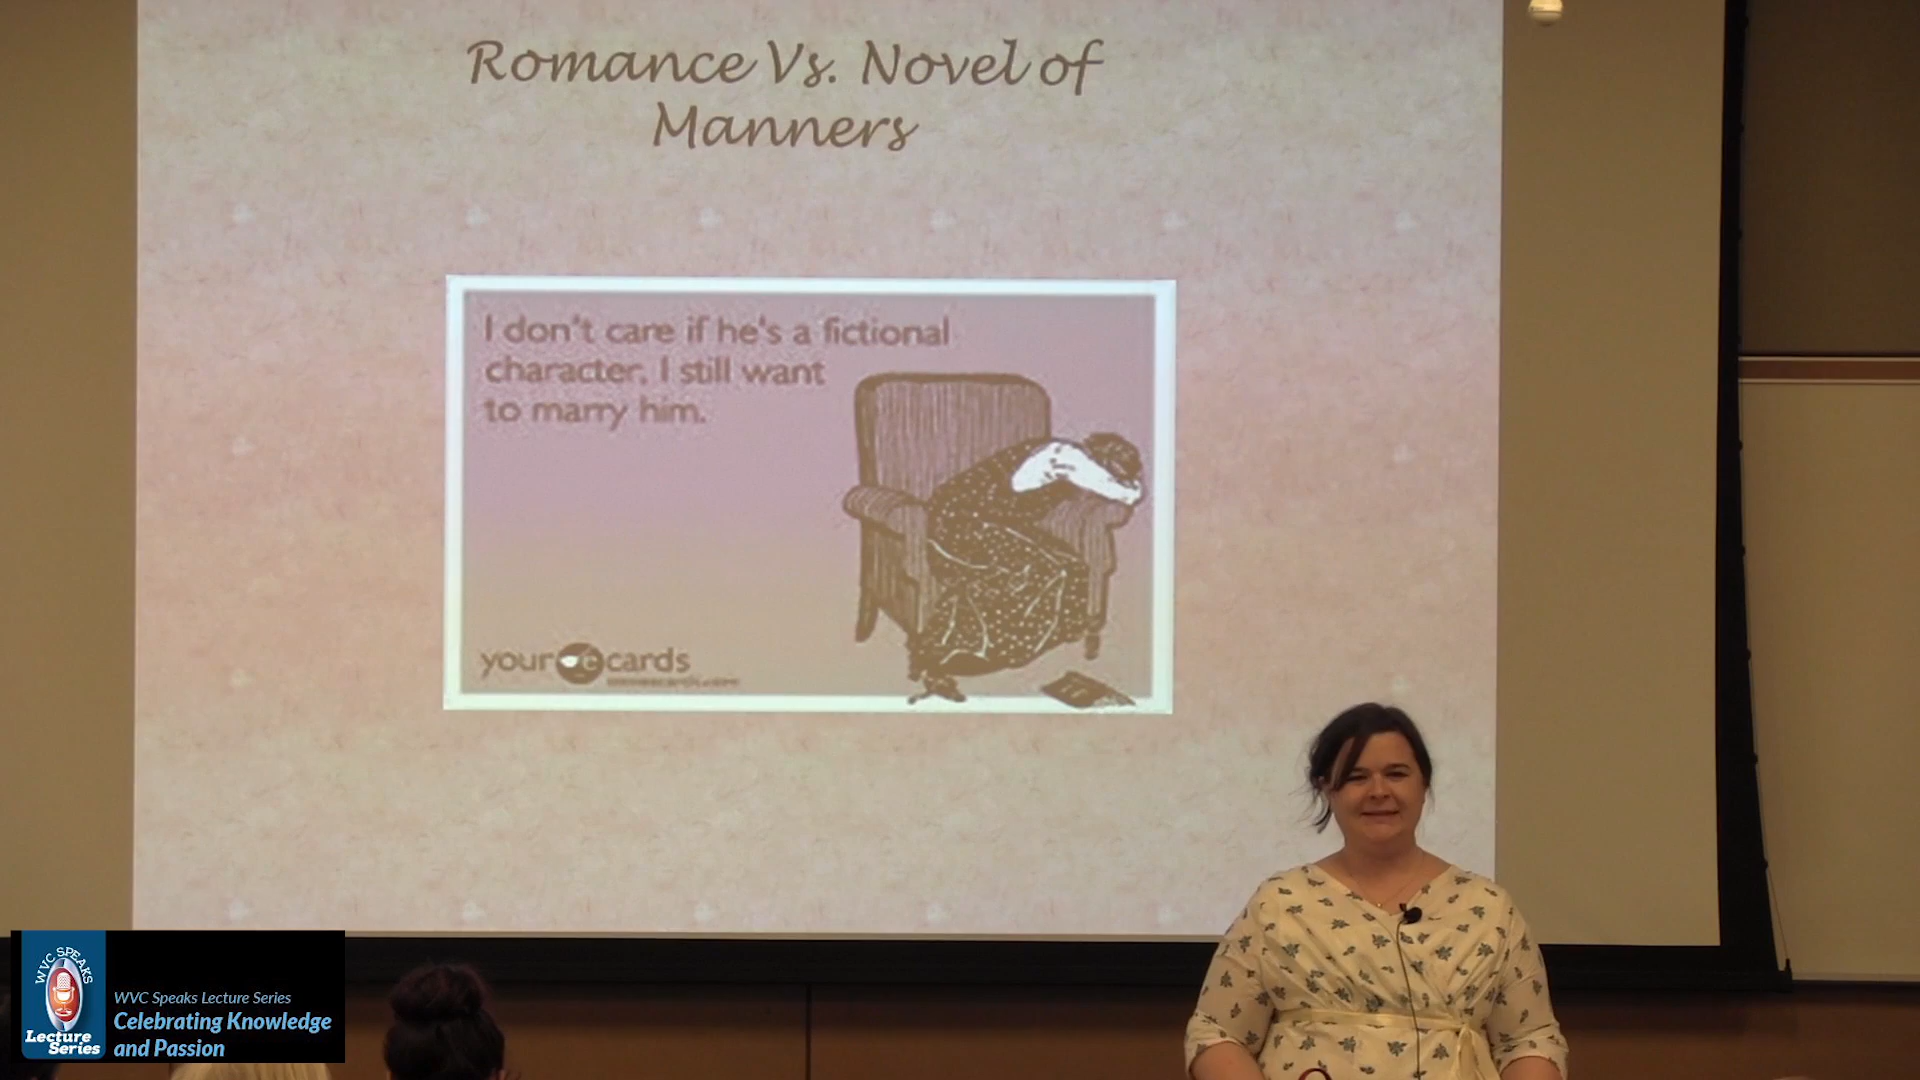 Romance Vs. Novel of
Manners
I don't care if he's a fictional
character, I still want
to marry him.
your e cards
WVC SPEAKS
Lecture
Series
WVC Speaks Lecture Series
Celebrating Knowledge
and Passion